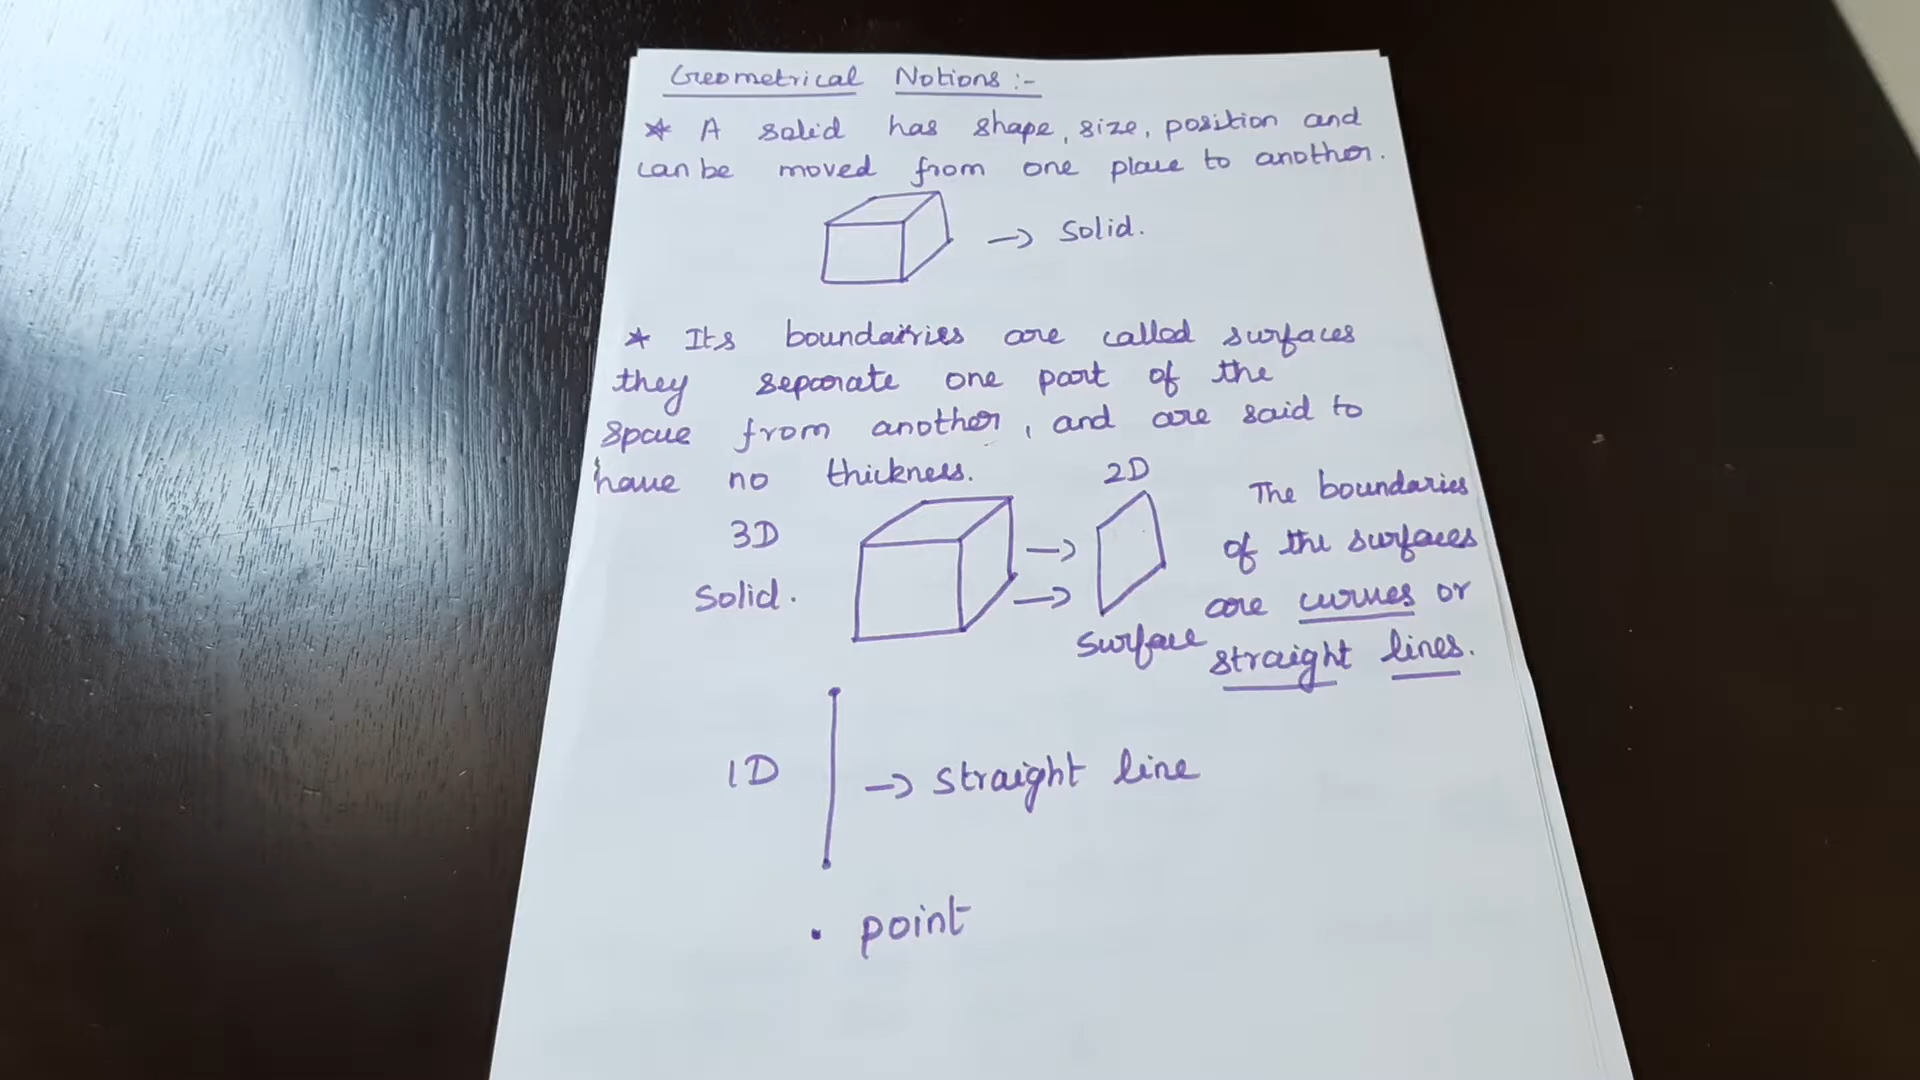 Geometrical Notions :-
* A solid has shape, size, position and
can be moved from one place to another.
→ Solid.
* Its boundairies are called surfaces
they separate one part of the
space from another, and are said to
have no thickness.
3D
Solid.
2D
Surface
The boundaries
of the surfaces
are curves or
straight lines.
1D → straight line
. point